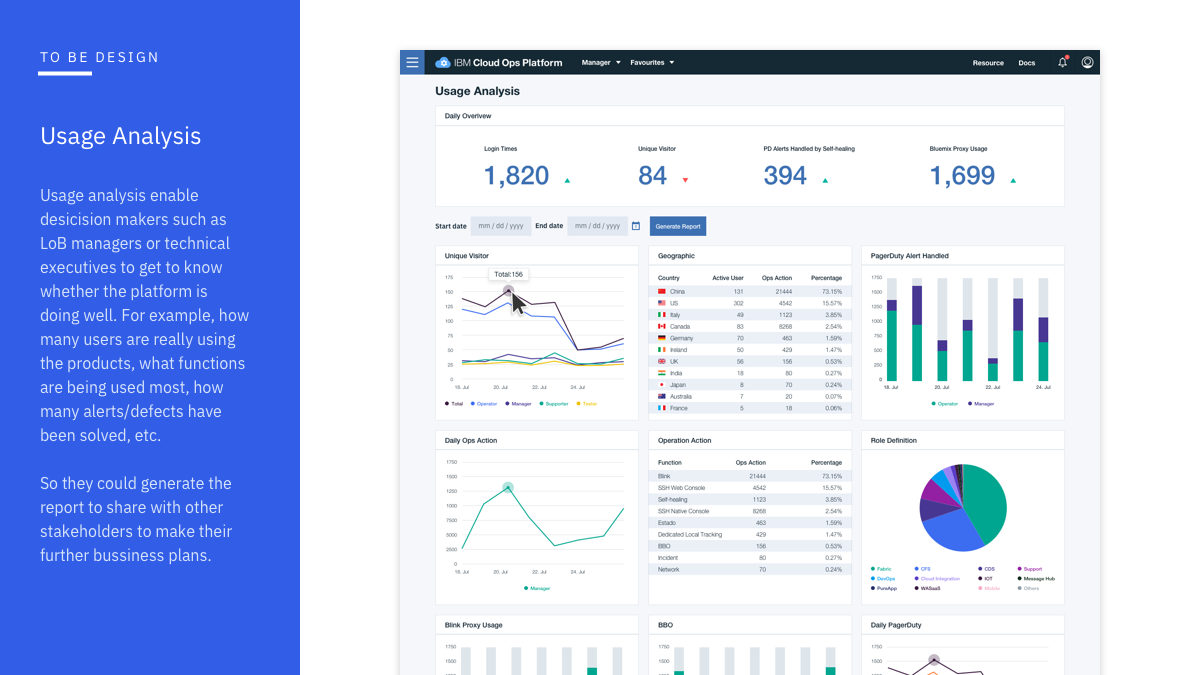 TO BE DESIGN
Usage Analysis
Usage analysis enable
desicision makers such as
LoB managers or technical
executives to get to know
whether the platform is
doing well. For example, how
many users are really using
the products, what functions
are being used most, how
many alerts/defects have
been solved, etc.
So they could generate the
report to share with other
stakeholders to make their
further bussiness plans.
IBM Cloud Ops Platform Manager Favourites Resource Docs
Usage Analysis
Daily Overivew
Login Times Unique Visitor PD Alerts Handled by Self-healing Bluemix Proxy Usage
1,820 84 394 1,699
Start date mm / dd / yyyy End date mm / dd / yyyy Generate Report
Unique Visitor
Total:156
175
150
125
100
75
50
25
0
18. Jul 20. Jul 22. Jul 24. Jul
Total Operator Manager Supporter Tester
Geographic
Country Active User Ops Action Percentage
China 131 21444 73.15%
US 302 4542 15.57%
Italy 49 1123 3.85%
Canada 83 8268 2.54%
Germany 70 463 1.59%
Ireland 50 429 1.47%
UK 56 156 0.53%
India 18 80 0.27%
Japan 8 70 0.24%
Australia 7 20 0.07%
France 5 18 0.06%
PagerDuty Alert Handled
1750
1500
1250
1000
750
500
250
0
18. Jul 20. Jul 22. Jul 24. Jul
Operator Manager
Daily Ops Action
1750
1500
1250
1000
7500
5000
2500
0
18. Jul 20. Jul 22. Jul 24. Jul
Manager
Operation Action
Function Ops Action Percentage
Blink 21444 73.15%
SSH Web Console 4542 15.57%
Self-healing 1123 3.85%
SSH Native Console 8268 2.54%
Estado 463 1.59%
Dedicated Local Tracking 429 1.47%
BBO 156 0.53%
Incident 80 0.27%
Network 70 0.24%
Role Definition
Fabric CFS CDS Support
DevOps Cloud Integration IOT Message Hub
PureApp WASaaS Mobile Others
Blink Proxy Usage
1750
1500
BBO
1750
1500
Daily PagerDuty
1750
1500